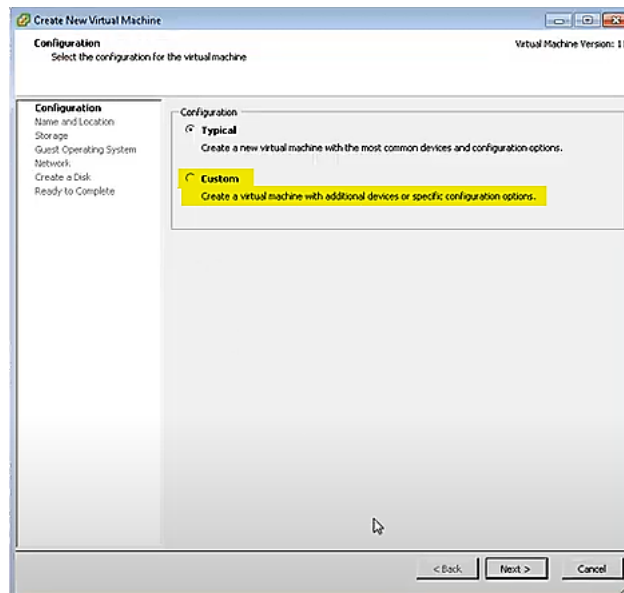 Create New Virtual Machine
Configuration
Select the configuration for the virtual machine
Virtual Machine Version: 1
Configuration
Name and Location
Storage
Guest Operating System
Network
Create a Disk
Ready to Complete
Configuration
Typical
Create a new virtual machine with the most common devices and configuration options.
Custom
Create a virtual machine with additional devices or specific configuration options.
< Back
Next >
Cancel